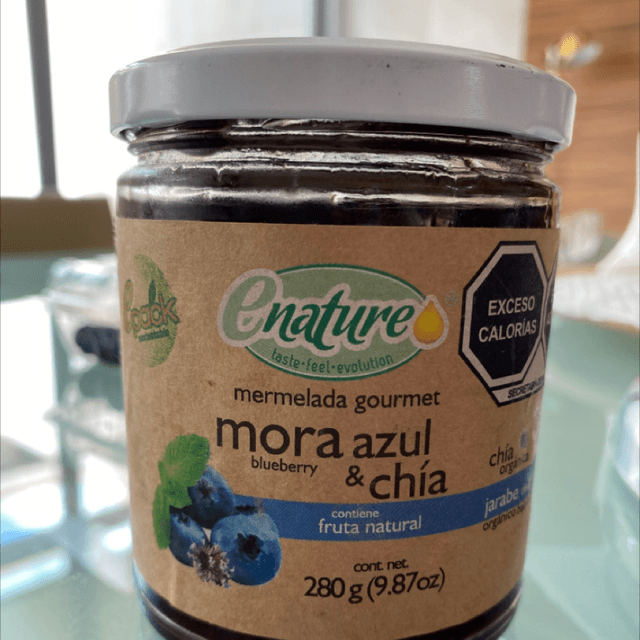 enature
taste·feel·evolution
EXCESO
CALORÍAS
mermelada gourmet
mora azul
blueberry
& chía
chía
contiene
fruta natural
jarabe
cont. net.
280 g (9.87oz)